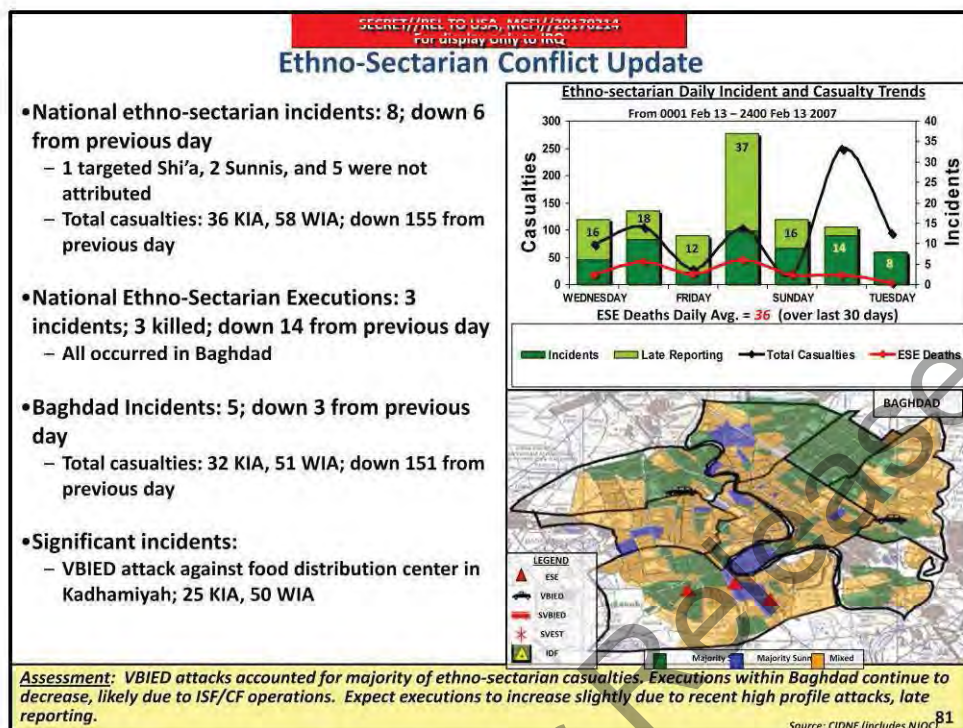 SECRET//REL TO USA, MCFI//20170214
For display only to IRQ
Ethno-Sectarian Conflict Update
•National ethno-sectarian incidents: 8; down 6
from previous day
– 1 targeted Shi'a, 2 Sunnis, and 5 were not
attributed
– Total casualties: 36 KIA, 58 WIA; down 155 from
previous day
•National Ethno-Sectarian Executions: 3
incidents; 3 killed; down 14 from previous day
– All occurred in Baghdad
•Baghdad Incidents: 5; down 3 from previous
day
– Total casualties: 32 KIA, 51 WIA; down 151 from
previous day
•Significant incidents:
– VBIED attack against food distribution center in
Kadhamiyah; 25 KIA, 50 WIA
Ethno-sectarian Daily Incident and Casualty Trends
From 0001 Feb 13 – 2400 Feb 13 2007
Casualties
300
250
200
150
100
50
0
16
18
12
37
16
14
8
40
35
30
25
20
15
10
5
0
Incidents
WEDNESDAY FRIDAY SUNDAY TUESDAY
ESE Deaths Daily Avg. = 36 (over last 30 days)
Incidents Late Reporting Total Casualties ESE Deaths
BAGHDAD
LEGEND
ESE
VBIED
SVBIED
SVEST
IDF
Majority Majority Mixed
Release
Assessment: VBIED attacks accounted for majority of ethno-sectarian casualties. Executions within Baghdad continue to
decrease, likely due to ISF/CF operations. Expect executions to increase slightly due to recent high profile attacks, late
reporting.
Source: CIDNE (includes NJOC)
81